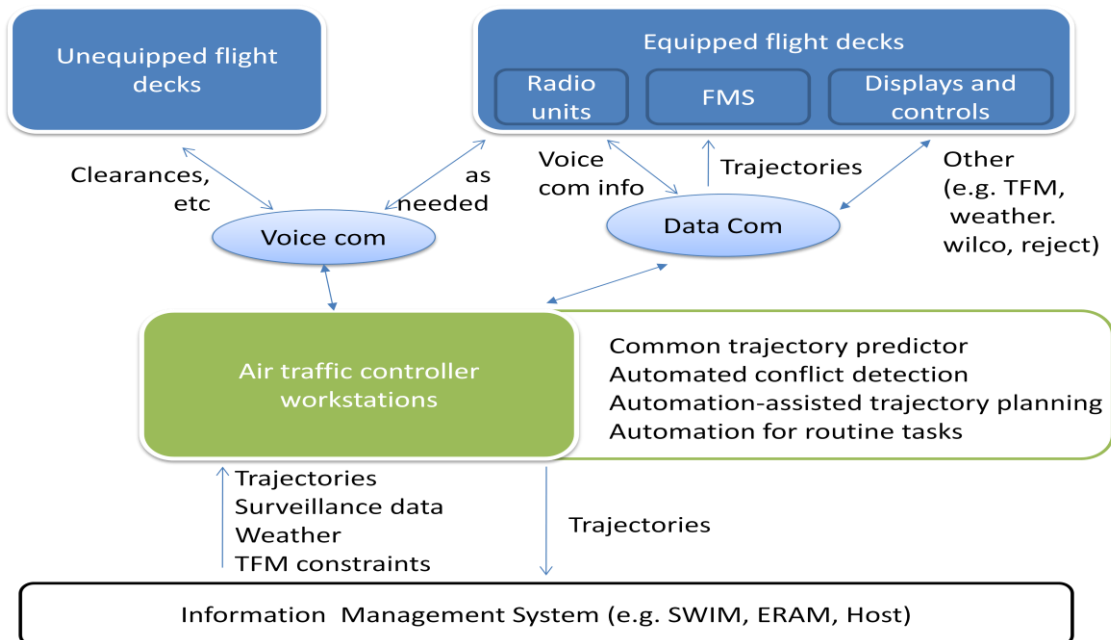 Unequipped flight
decks
Equipped flight decks
Radio
units
FMS
Displays and
controls
Clearances,
etc
as
needed
Voice
com info
Trajectories
Other
(e.g. TFM,
weather.
wilco, reject)
Voice com
Data Com
Air traffic controller
workstations
Common trajectory predictor
Automated conflict detection
Automation-assisted trajectory planning
Automation for routine tasks
Trajectories
Surveillance data
Weather
TFM constraints
Trajectories
Information Management System (e.g. SWIM, ERAM, Host)